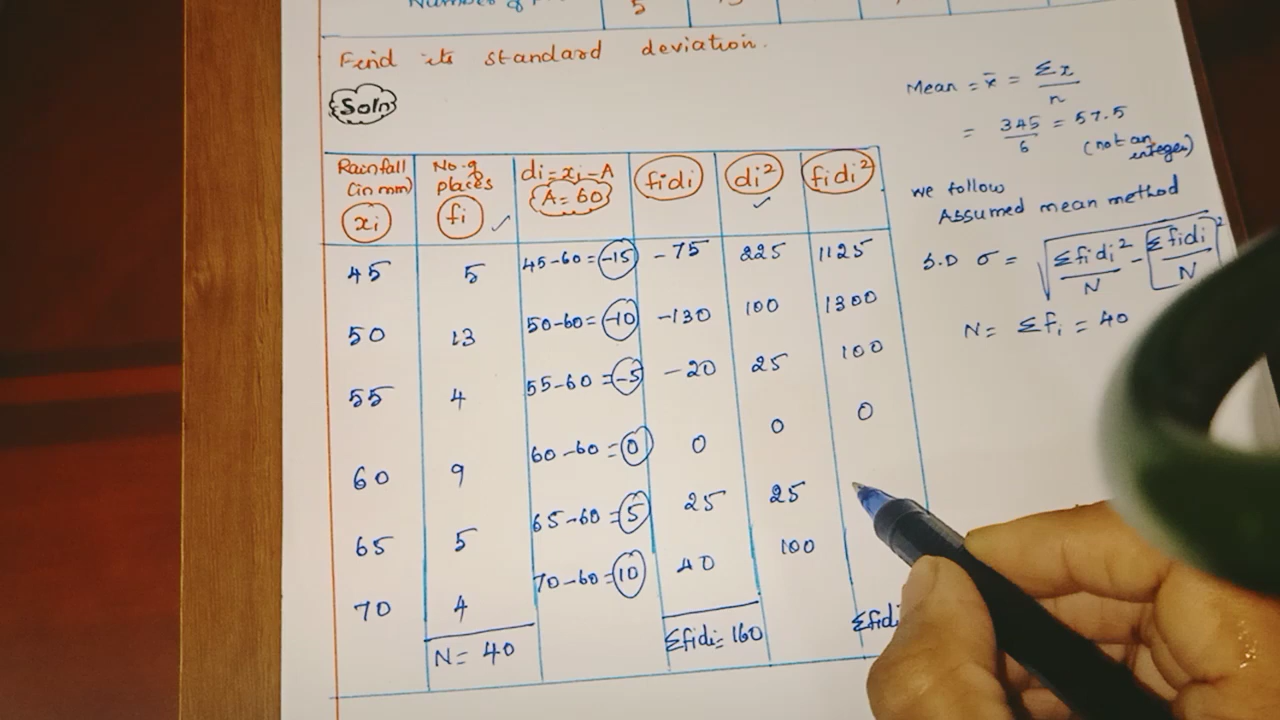 Number of
5
Find its standard deviation.
Soln
Mean = x̄ = Σx/n
= 345/6 = 57.5
(not an integer)
we follow
Assumed mean method
S.D σ = √(Σfidi²/N - (Σfidi/N)²)
N = Σfi = 40
Rainfall (in mm) xi | No. of places fi | di = xi - A A = 60 | fidi | di² | fidi²
45 | 5 | 45-60 = -15 | -75 | 225 | 1125
50 | 13 | 50-60 = -10 | -130 | 100 | 1300
55 | 4 | 55-60 = -5 | -20 | 25 | 100
60 | 9 | 60-60 = 0 | 0 | 0 | 0
65 | 5 | 65-60 = 5 | 25 | 25
70 | 4 | 70-60 = 10 | 40 | 100
N = 40 | Σfidi = 160 | Σfidi